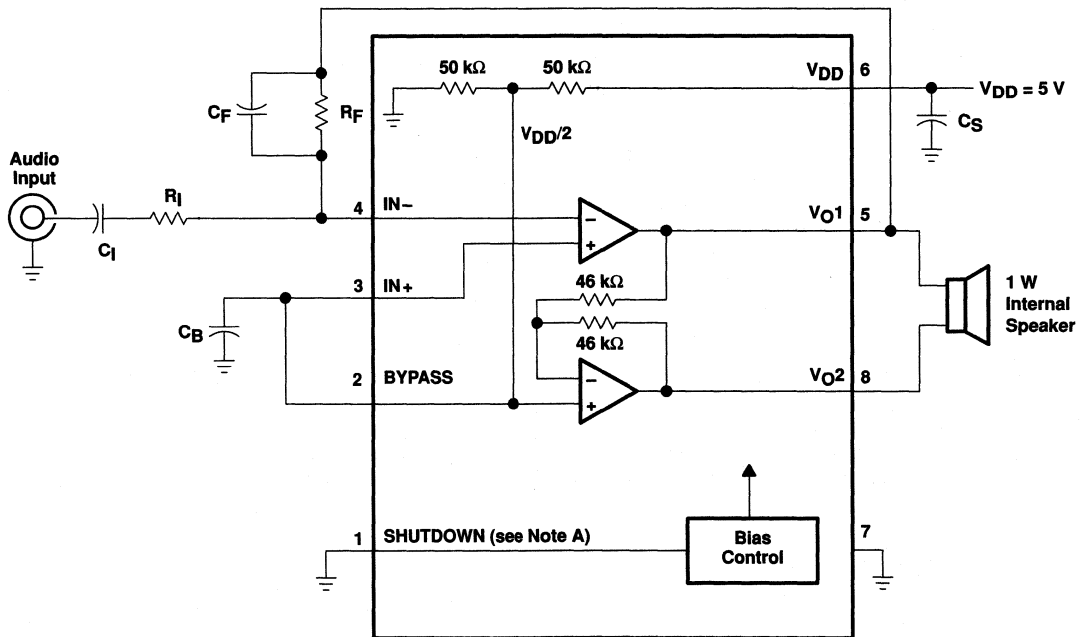 50 kΩ
50 kΩ
VDD
6
VDD = 5 V
CF
RF
CS
VDD/2
Audio
Input
RI
4
IN−
VO1
5
−
+
CI
3
IN+
46 kΩ
1 W
Internal
Speaker
CB
46 kΩ
2
BYPASS
VO2
8
−
+
1
SHUTDOWN (see Note A)
Bias
Control
7